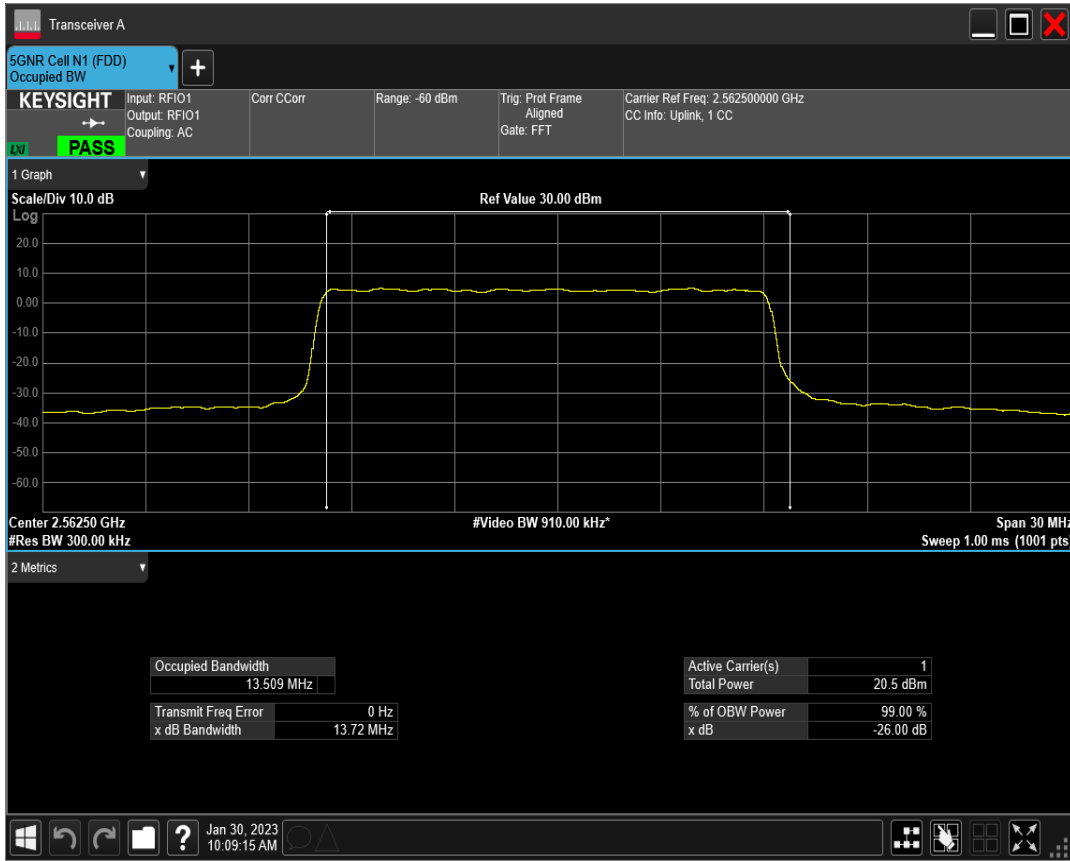 Transceiver A
5GNR Cell N1 (FDD)
Occupied BW
+
KEYSIGHT
LXI
PASS
Input: RFIO1
Output: RFIO1
Coupling: AC
Corr CCorr
Range: -60 dBm
Trig: Prot Frame
Aligned
Gate: FFT
Carrier Ref Freq: 2.562500000 GHz
CC Info: Uplink, 1 CC
1 Graph
Scale/Div 10.0 dB
Ref Value 30.00 dBm
Log
20.0
10.0
0.00
-10.0
-20.0
-30.0
-40.0
-50.0
-60.0
Center 2.56250 GHz
#Video BW 910.00 kHz*
Span 30 MHz
#Res BW 300.00 kHz
Sweep 1.00 ms (1001 pts)
2 Metrics
Occupied Bandwidth
13.509 MHz
Transmit Freq Error 0 Hz
x dB Bandwidth 13.72 MHz
Active Carrier(s) 1
Total Power 20.5 dBm
% of OBW Power 99.00 %
x dB -26.00 dB
?
Jan 30, 2023
10:09:15 AM